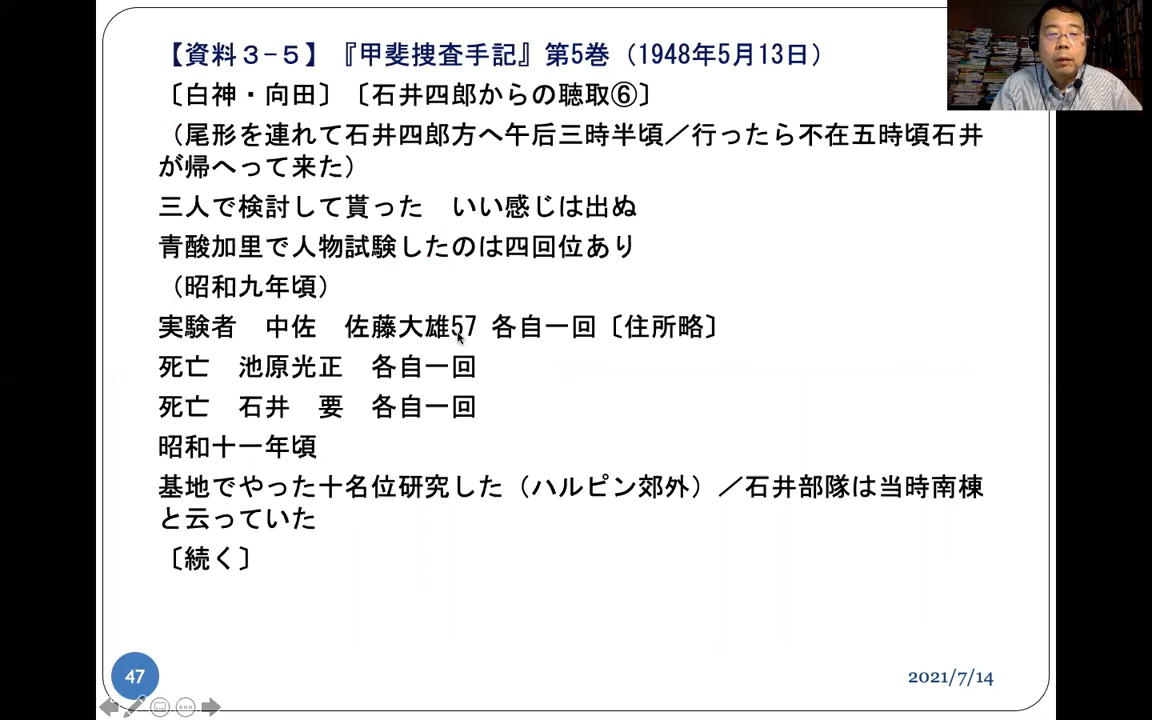 【資料３−５】『甲斐捜査手記』第5巻（1948年5月13日）
〔白神・向田〕〔石井四郎からの聴取⑥〕
（尾形を連れて石井四郎方へ午后三時半頃／行ったら不在五時頃石井
が帰へって来た）
三人で検討して貰った　いい感じは出ぬ
青酸加里で人物試験したのは四回位あり
（昭和九年頃）
実験者　中佐　佐藤大雄57 各自一回〔住所略〕
死亡　池原光正　各自一回
死亡　石井　要　各自一回
昭和十一年頃
基地でやった十名位研究した（ハルピン郊外）／石井部隊は当時南棟
と云っていた
〔続く〕
47
2021/7/14